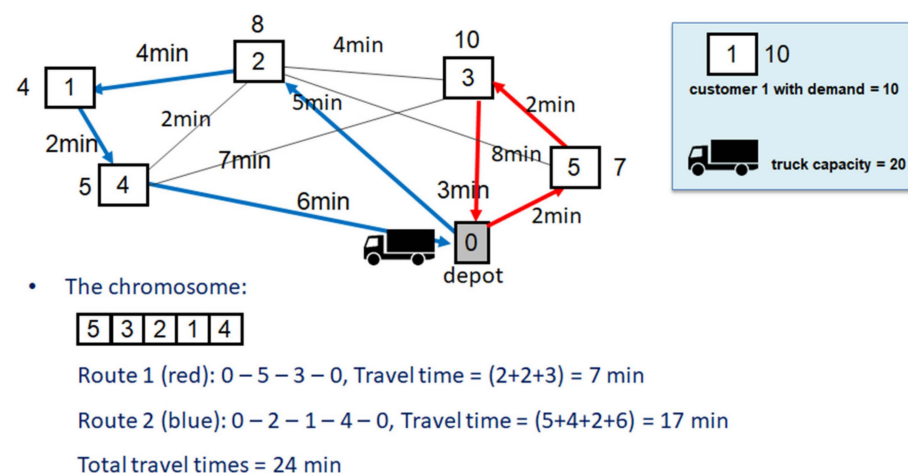 8
4min
4min
10
2
3
4
1
5min
2min
2min
2min
7min
8min
5
7
5
4
3min
6min
2min
0
depot
1
10
customer 1 with demand = 10
truck capacity = 20
• The chromosome:
5 3 2 1 4
Route 1 (red): 0 – 5 – 3 – 0, Travel time = (2+2+3) = 7 min
Route 2 (blue): 0 – 2 – 1 – 4 – 0, Travel time = (5+4+2+6) = 17 min
Total travel times = 24 min